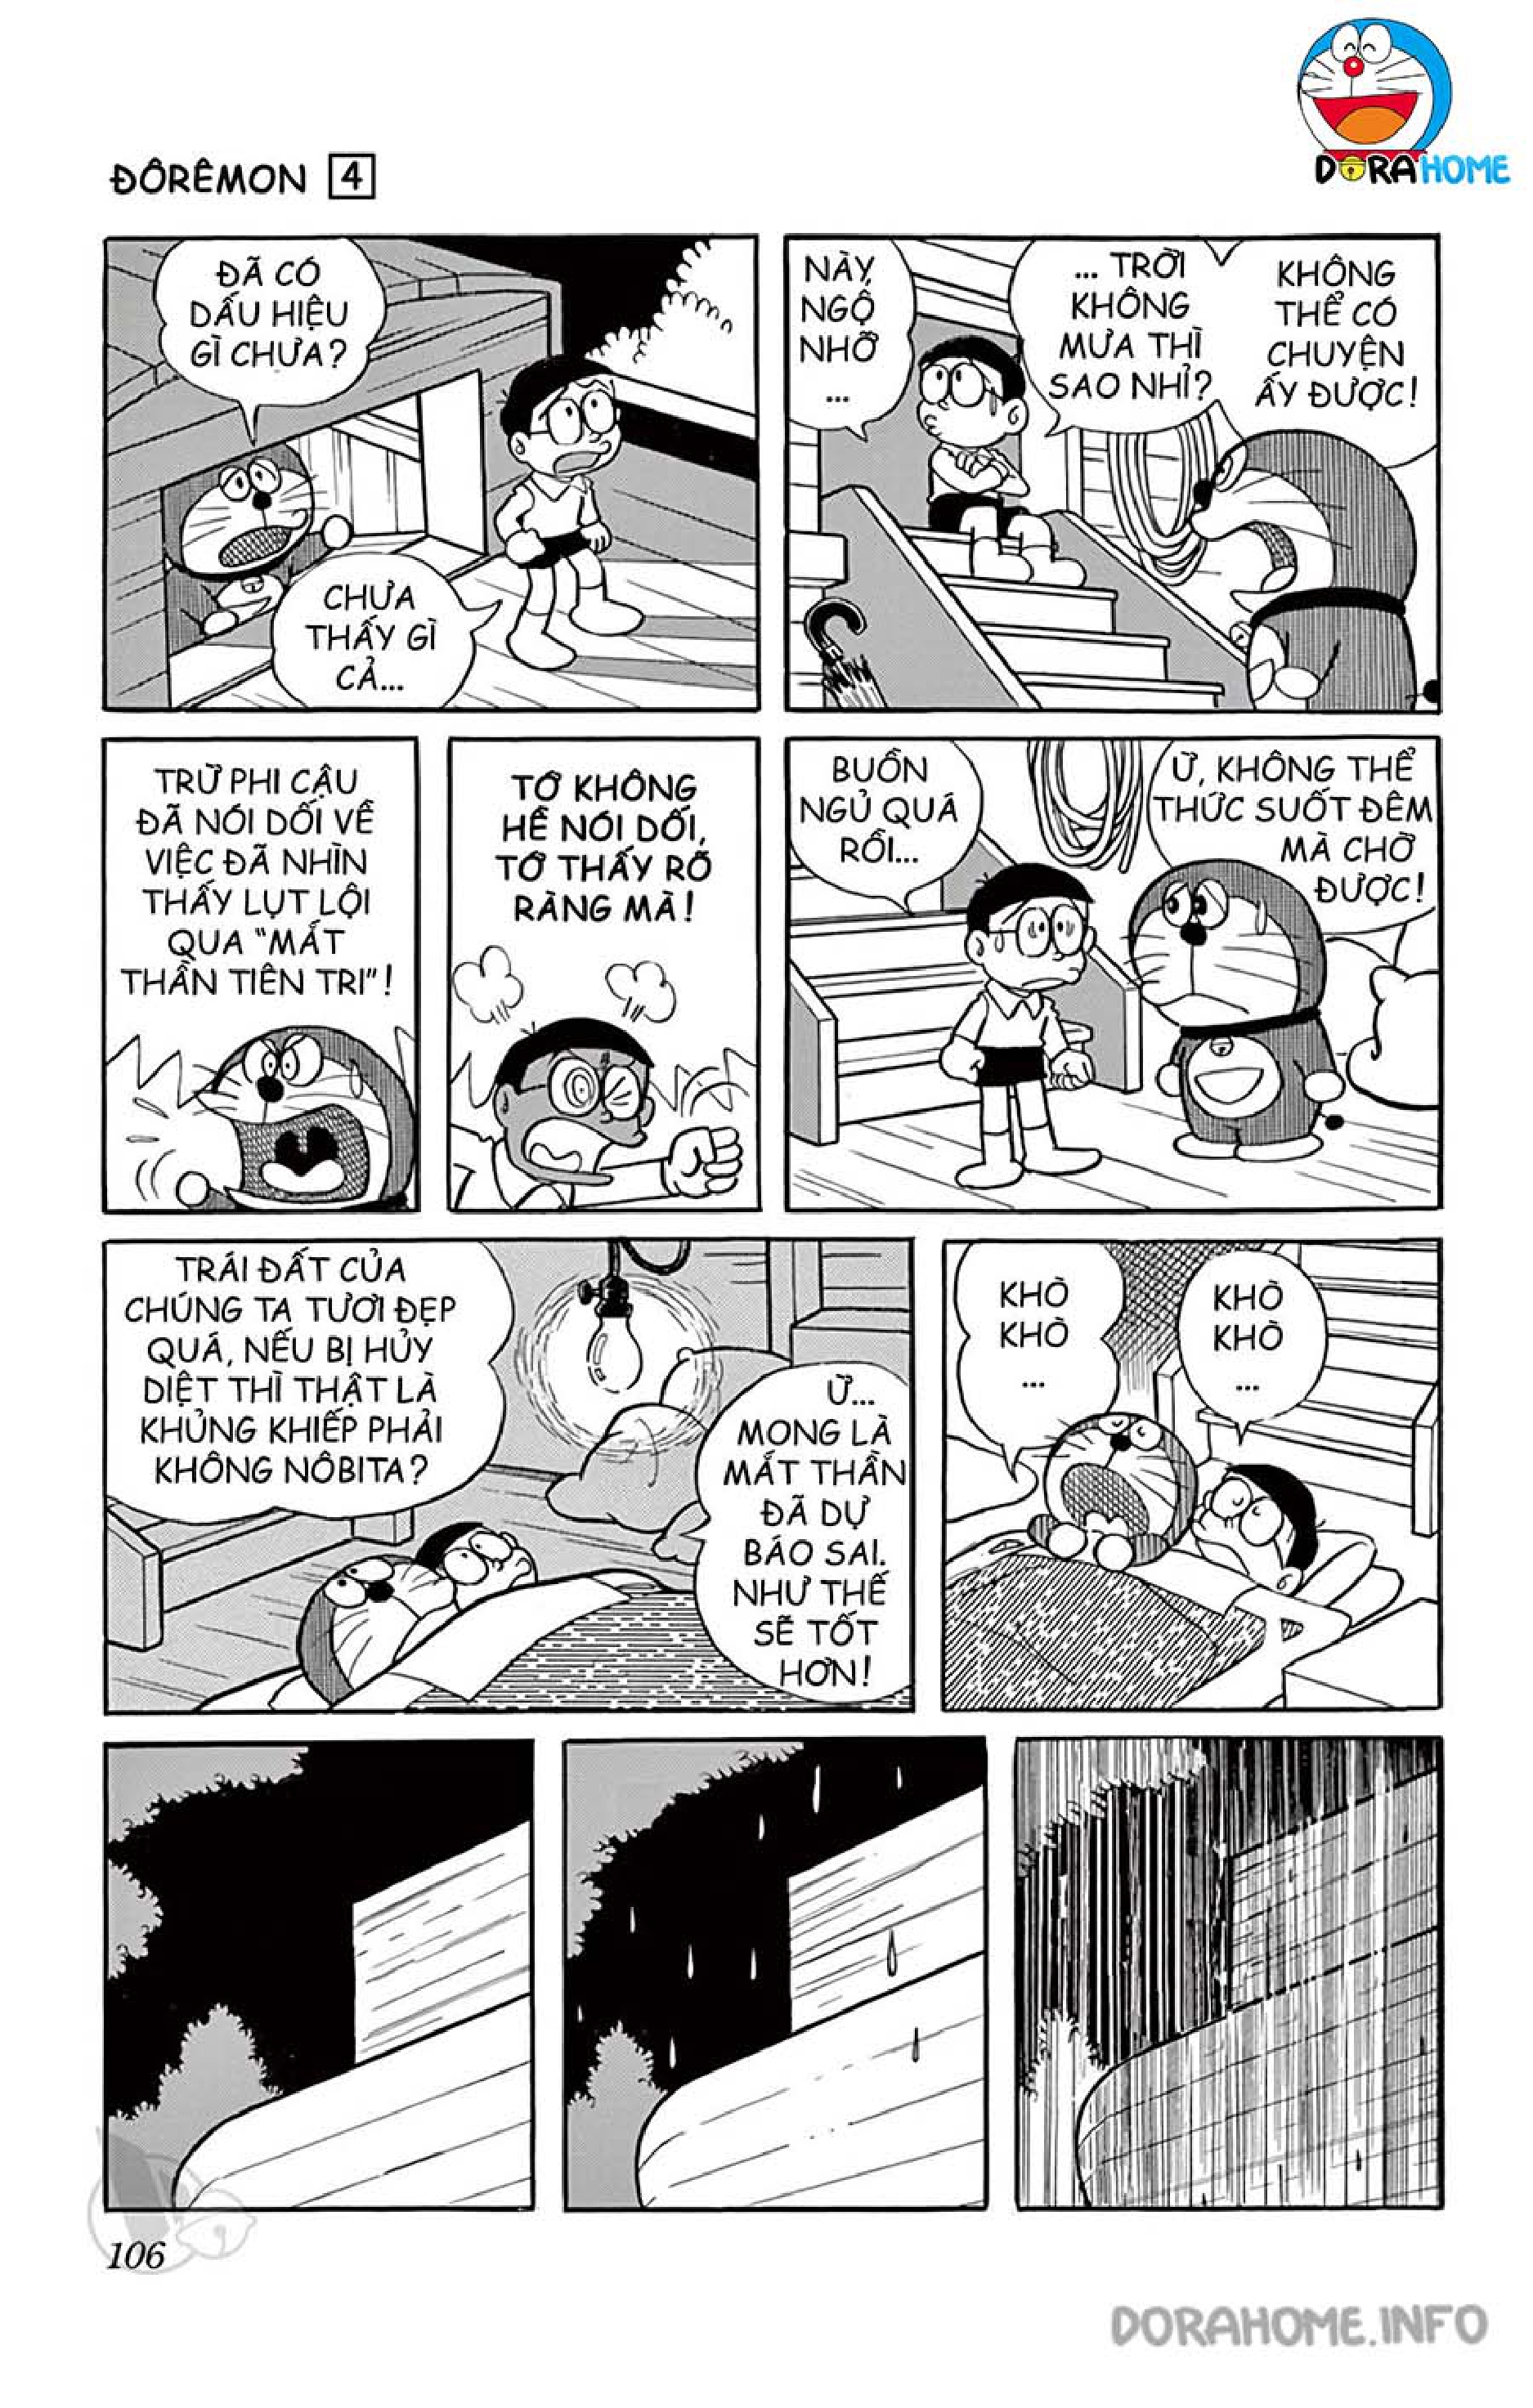 DORAHOME
ĐÔRÊMON 4
ĐÃ CÓ
DẤU HIỆU
GÌ CHƯA?
CHƯA
THẤY GÌ
CẢ...
NÀY,
NGỘ
NHỠ
...
... TRỜI
KHÔNG
MƯA THÌ
SAO NHỈ?
KHÔNG
THỂ CÓ
CHUYỆN
ẤY ĐƯỢC!
TRỪ PHI CẬU
ĐÃ NÓI DỐI VỀ
VIỆC ĐÃ NHÌN
THẤY LỤT LỘI
QUA "MẮT
THẦN TIÊN TRI"!
TỚ KHÔNG
HỀ NÓI DỐI,
TỚ THẤY RÕ
RÀNG MÀ!
BUỒN
NGỦ QUÁ
RỒI...
Ừ, KHÔNG THỂ
THỨC SUỐT ĐÊM
MÀ CHỜ
ĐƯỢC!
TRÁI ĐẤT CỦA
CHÚNG TA TƯƠI ĐẸP
QUÁ, NẾU BỊ HỦY
DIỆT THÌ THẬT LÀ
KHỦNG KHIẾP PHẢI
KHÔNG NÔBITA?
Ừ...
MONG LÀ
MẮT THẦN
ĐÃ DỰ
BÁO SAI.
NHƯ THẾ
SẼ TỐT
HƠN!
KHÒ
KHÒ
...
KHÒ
KHÒ
...
106
DORAHOME.INFO